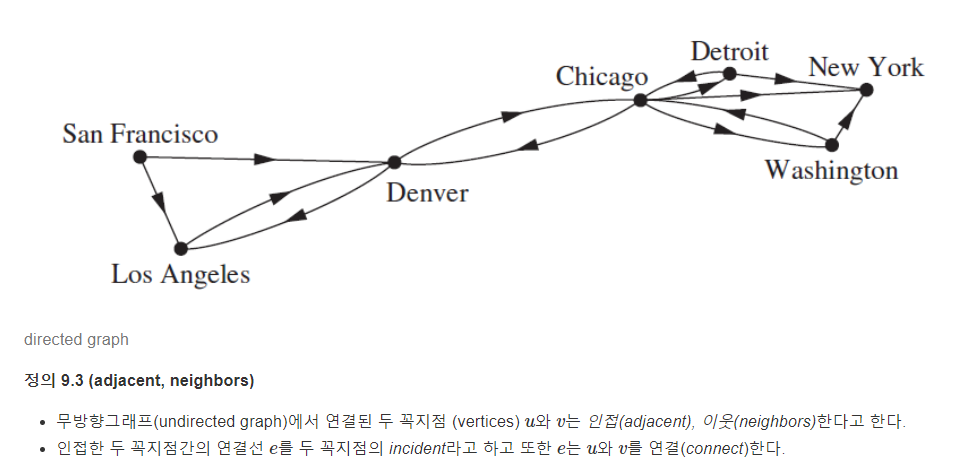 Detroit
New York
Chicago
San Francisco
Washington
Denver
Los Angeles
directed graph
정의 9.3 (adjacent, neighbors)
• 무방향그래프(undirected graph)에서 연결된 두 꼭지점 (vertices) u와 v는 인접(adjacent), 이웃(neighbors)한다고 한다.
• 인접한 두 꼭지점간의 연결선 e를 두 꼭지점의 incident라고 하고 또한 e는 u와 v를 연결(connect)한다.